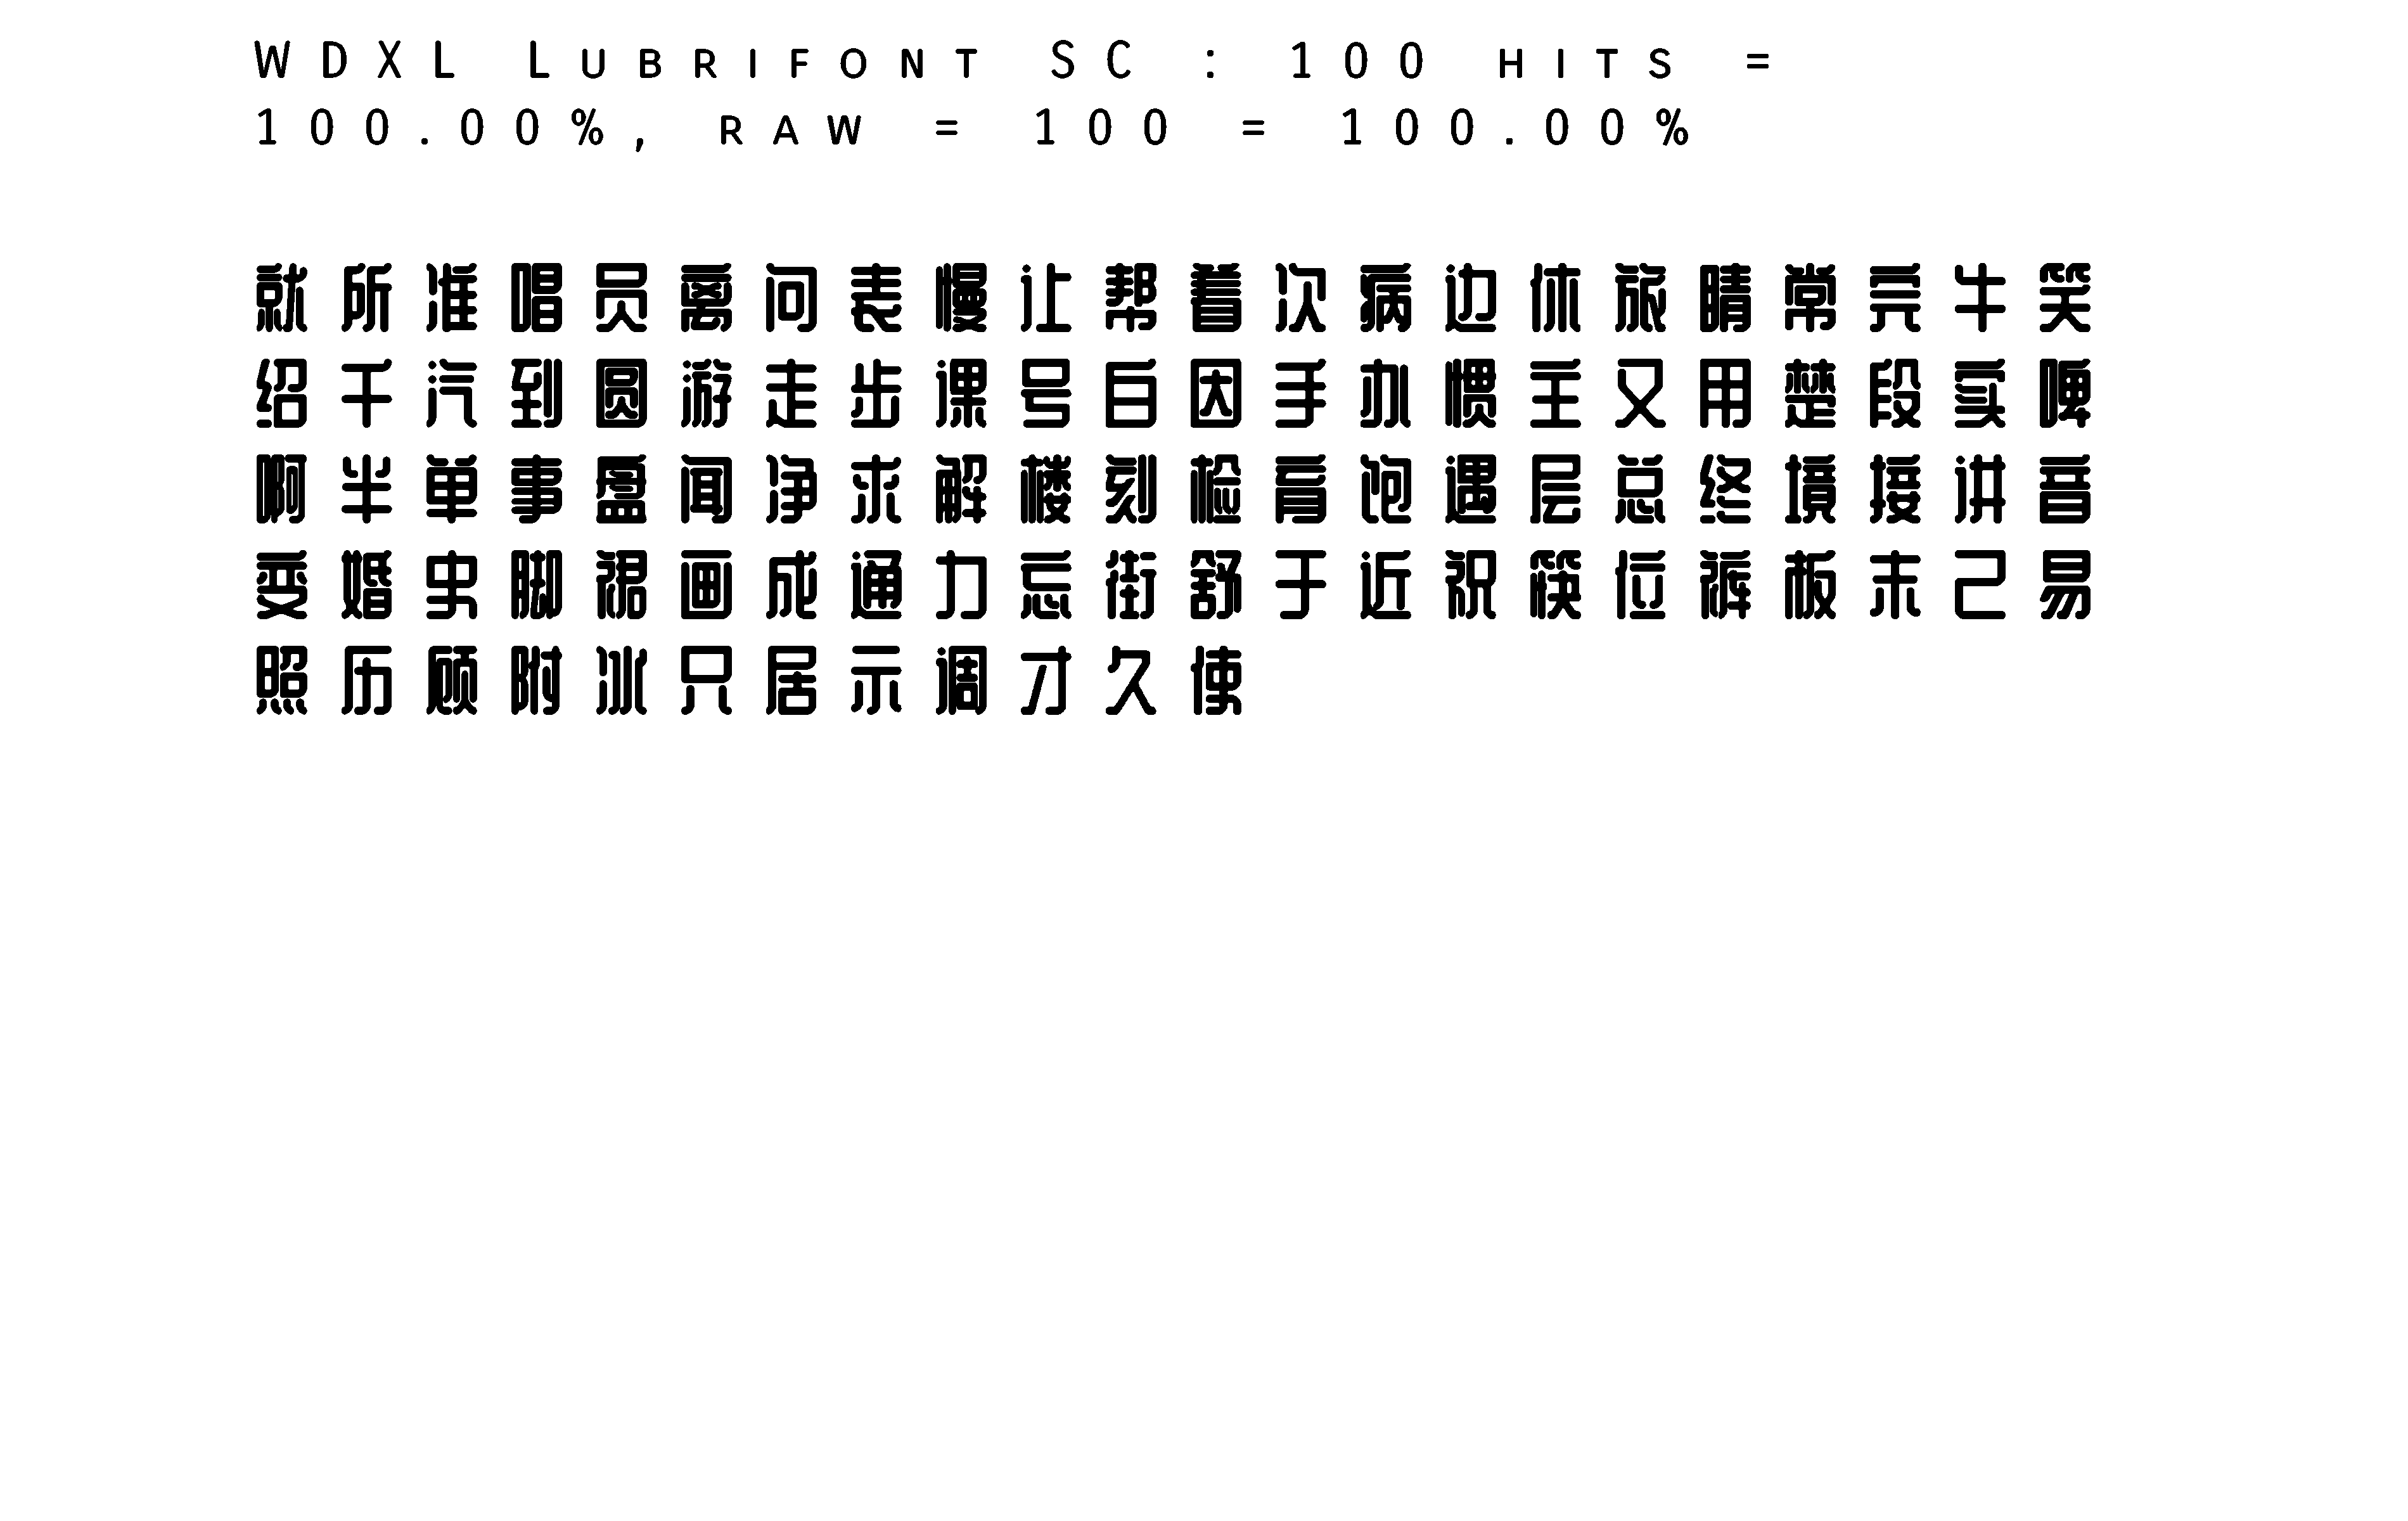 WDXL Lubrifont SC : 100 hits =
100.00%, raw = 100 = 100.00%
就所准唱员离问表慢让帮着次病边休旅晴常完牛笑
绍千汽到圆游走步课号白因手办惯主又用楚段实啤
啊半单事盘闻净求解楼刻检育饱遇层总终境接讲音
变婚虫脚裙画成通力忘街舒于近祝筷位裤板末己易
照历顾附冰只居示调才久使